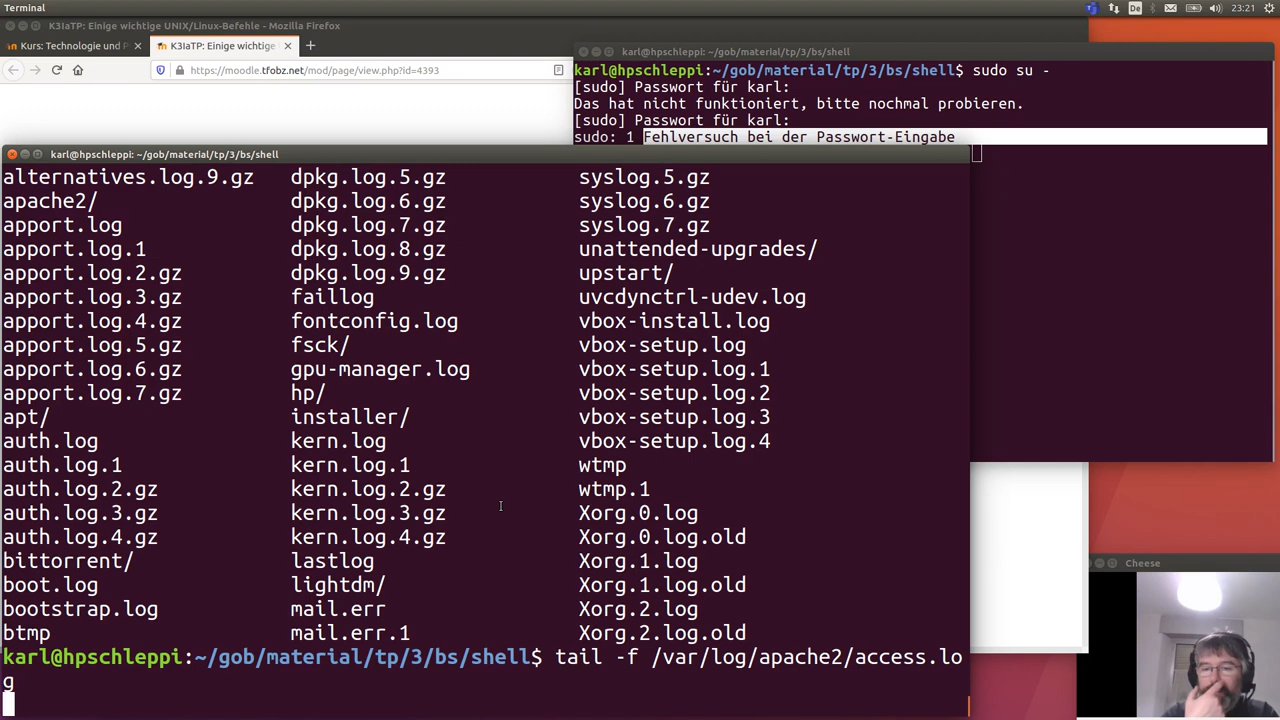 Terminal
De
23:21
K3IaTP: Einige wichtige UNIX/Linux-Befehle - Mozilla Firefox
Kurs: Technologie und P
K3IaTP: Einige wichtige
https://moodle.tfobz.net/mod/page/view.php?id=4393
karl@hpschleppi: ~/gob/material/tp/3/bs/shell
karl@hpschleppi:~/gob/material/tp/3/bs/shell$ sudo su -
[sudo] Passwort für karl:
Das hat nicht funktioniert, bitte nochmal probieren.
[sudo] Passwort für karl:
sudo: 1 Fehlversuch bei der Passwort-Eingabe
karl@hpschleppi: ~/gob/material/tp/3/bs/shell
alternatives.log.9.gz dpkg.log.5.gz syslog.5.gz
apache2/ dpkg.log.6.gz syslog.6.gz
apport.log dpkg.log.7.gz syslog.7.gz
apport.log.1 dpkg.log.8.gz unattended-upgrades/
apport.log.2.gz dpkg.log.9.gz upstart/
apport.log.3.gz faillog uvcdynctrl-udev.log
apport.log.4.gz fontconfig.log vbox-install.log
apport.log.5.gz fsck/ vbox-setup.log
apport.log.6.gz gpu-manager.log vbox-setup.log.1
apport.log.7.gz hp/ vbox-setup.log.2
apt/ installer/ vbox-setup.log.3
auth.log kern.log vbox-setup.log.4
auth.log.1 kern.log.1 wtmp
auth.log.2.gz kern.log.2.gz wtmp.1
auth.log.3.gz kern.log.3.gz Xorg.0.log
auth.log.4.gz kern.log.4.gz Xorg.0.log.old
bittorrent/ lastlog Xorg.1.log
boot.log lightdm/ Xorg.1.log.old
bootstrap.log mail.err Xorg.2.log
btmp mail.err.1 Xorg.2.log.old
karl@hpschleppi:~/gob/material/tp/3/bs/shell$ tail -f /var/log/apache2/access.lo
g
Cheese